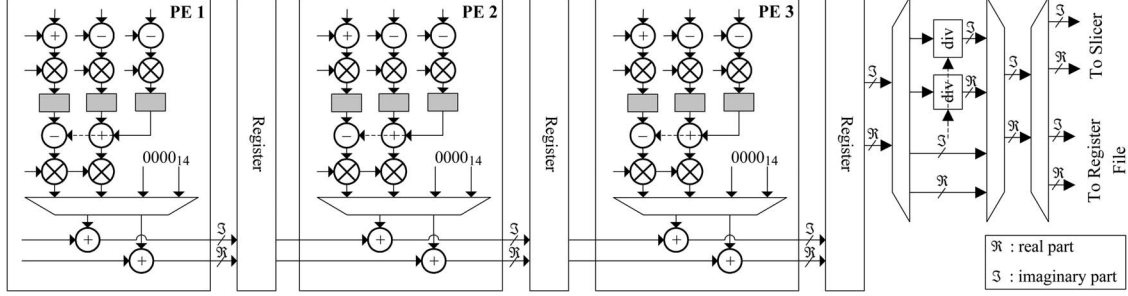 PE 1
0000₁₄
ℑ
ℜ
Register
PE 2
0000₁₄
ℑ
ℜ
Register
PE 3
0000₁₄
ℑ
ℜ
Register
ℑ
ℜ
div
ℑ
div
ℜ
ℑ
ℜ
ℑ
ℜ
ℑ
ℜ
To Slicer
ℑ
ℜ
To Register
File
ℜ : real part
ℑ : imaginary part